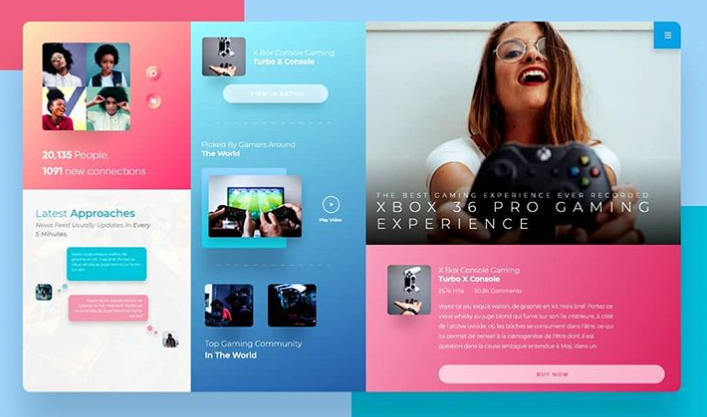 20,135 People,
1091 new connections
Latest Approaches
News Feed Usually Updates In Every
5 Minutes.
X Box Console Gaming
Turbo X Console
VIEW IN DETAIL
Picked By Gamers Around
The World
Play Video
Top Gaming Community
In The World
THE BEST GAMING EXPERIENCE EVER RECORDED
XBOX 36 PRO GAMING
EXPERIENCE
X Box Console Gaming
Turbo X Console
25.1k Hits 30.8k Comments
Voyez ce jeu exquis wallon, de graphie en kit mais bref. Portez ce
vieux whisky au juge blond qui fume sur son île intérieure, à côté
de l'alcôve ovoïde, où les bûches se consument dans l'âtre, ce qui
lui permet de penser à la cænogenèse de l'être dont il est
question dans la cause ambiguë entendue à Moÿ, dans un
BUY NOW